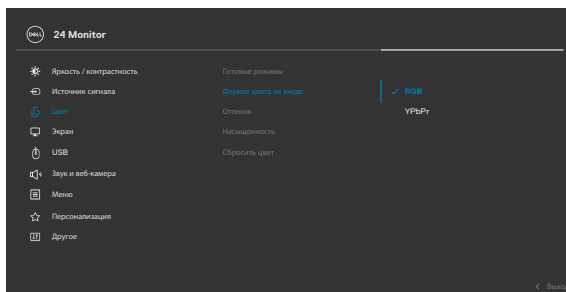 DELL 24 Monitor
Яркость / контрастность
Готовые режимы
Источник сигнала
Формат цвета на входе
RGB
Цвет
Оттенок
YPbPr
Экран
Насыщенность
USB
Сбросить цвет
Звук и веб-камера
Меню
Персонализация
Другое
Выход